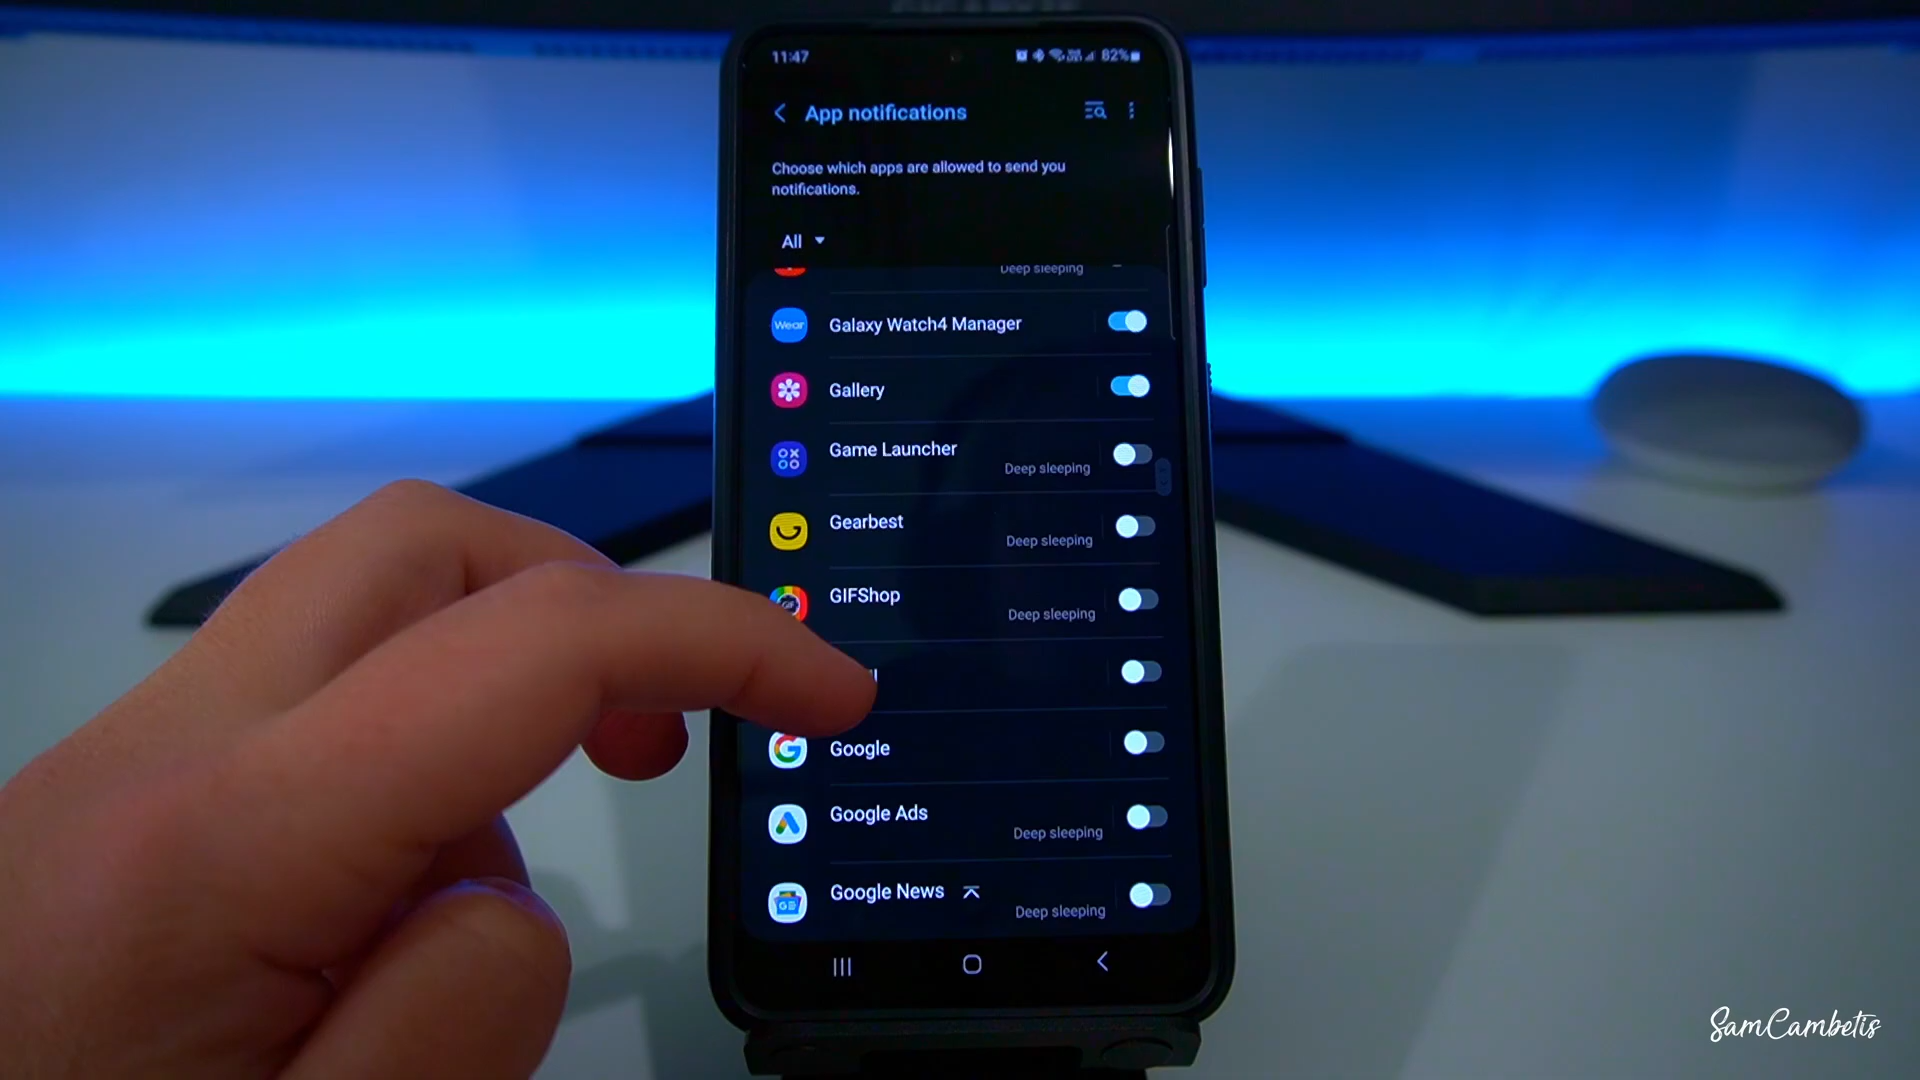 11:47
82%
App notifications
Choose which apps are allowed to send you
notifications.
All
Deep sleeping
Wear
Galaxy Watch4 Manager
Gallery
Game Launcher
Deep sleeping
Gearbest
Deep sleeping
GIF
GIFShop
Deep sleeping
Google
Google Ads
Deep sleeping
GE
Google News
Deep sleeping
SamCambetis